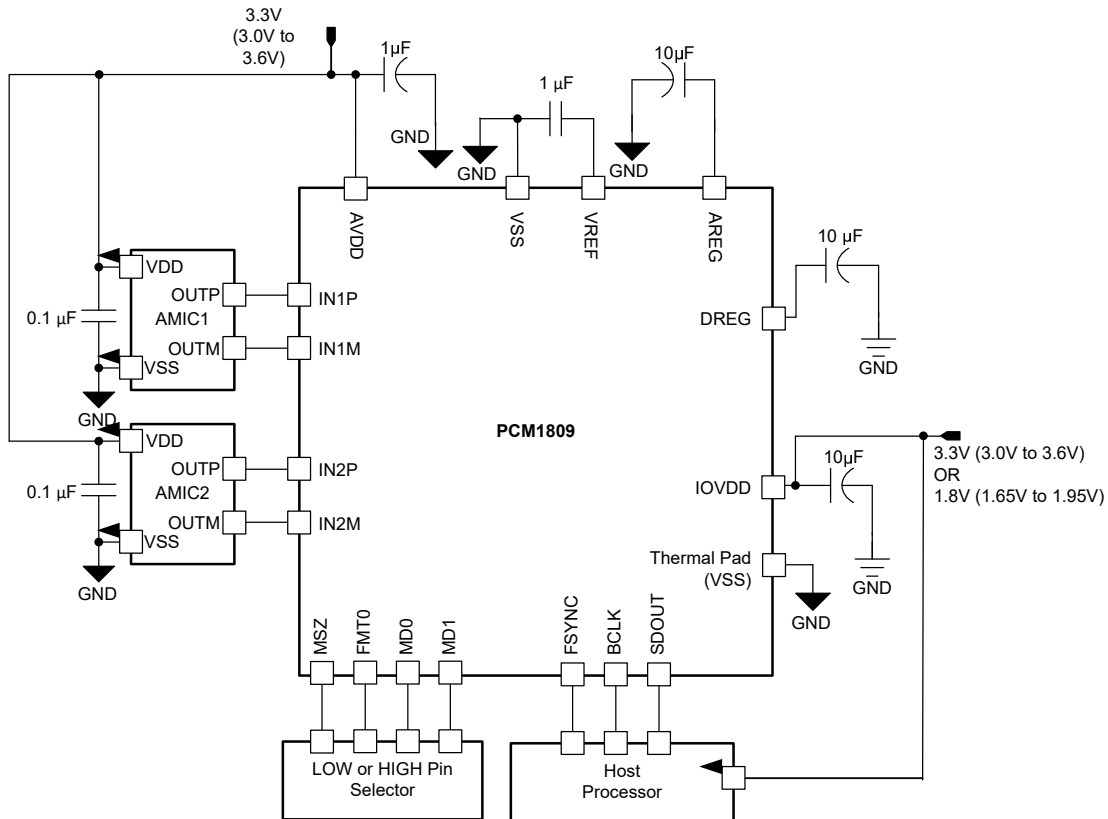 3.3V
(3.0V to
3.6V)
1µF
GND
1 µF
GND
10µF
GND
AVDD
VSS
VREF
AREG
10 µF
DREG
GND
VDD
OUTP
AMIC1
OUTM
VSS
0.1 µF
GND
IN1P
IN1M
VDD
OUTP
AMIC2
OUTM
VSS
0.1 µF
GND
IN2P
IN2M
PCM1809
IOVDD
10µF
GND
3.3V (3.0V to 3.6V)
OR
1.8V (1.65V to 1.95V)
Thermal Pad
(VSS)
GND
MSZ
FMT0
MD0
MD1
FSYNC
BCLK
SDOUT
LOW or HIGH Pin
Selector
Host
Processor